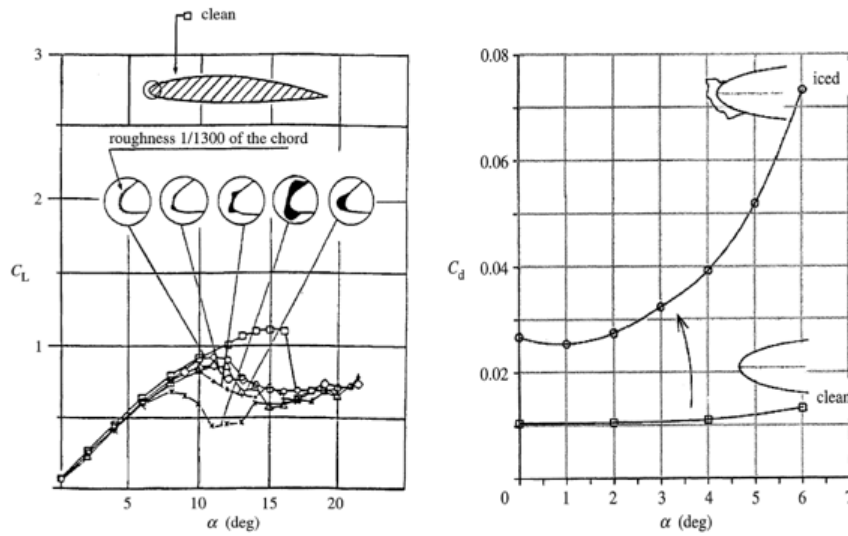 clean
3
roughness 1/1300 of the chord
2
C_L
1
5 10 15 20
α (deg)
0.08
iced
0.06
C_d
0.04
0.02
clean
0 1 2 3 4 5 6 7
α (deg)